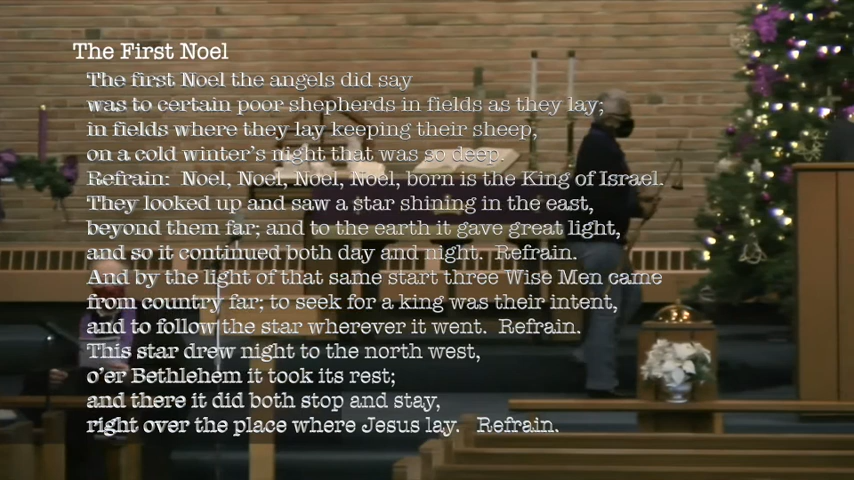 The First Noel
The first Noel the angels did say
was to certain poor shepherds in fields as they lay;
in fields where they lay keeping their sheep,
on a cold winter's night that was so deep.
Refrain: Noel, Noel, Noel, Noel, born is the King of Israel.
They looked up and saw a star shining in the east,
beyond them far; and to the earth it gave great light,
and so it continued both day and night. Refrain.
And by the light of that same start three Wise Men came
from country far; to seek for a king was their intent,
and to follow the star wherever it went. Refrain.
This star drew night to the north west,
o'er Bethlehem it took its rest;
and there it did both stop and stay,
right over the place where Jesus lay. Refrain.